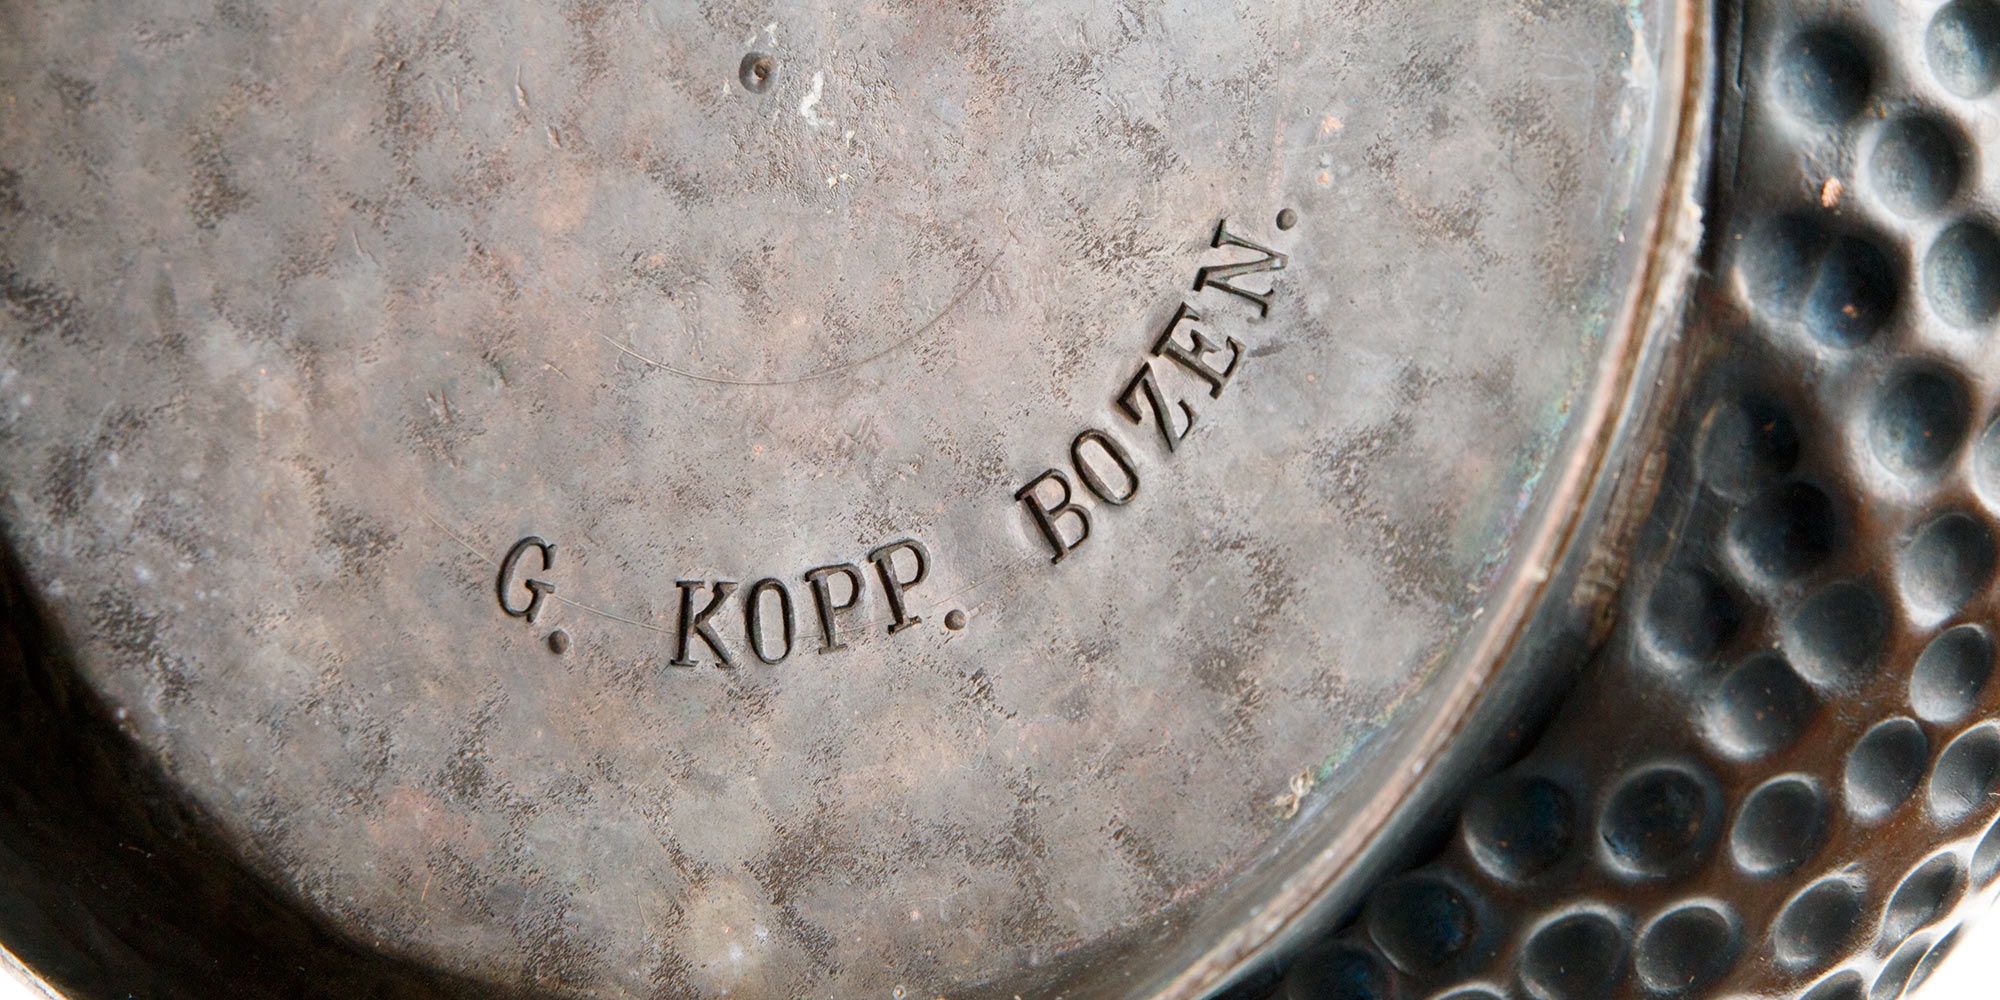 G. KOPP. BOZEN.